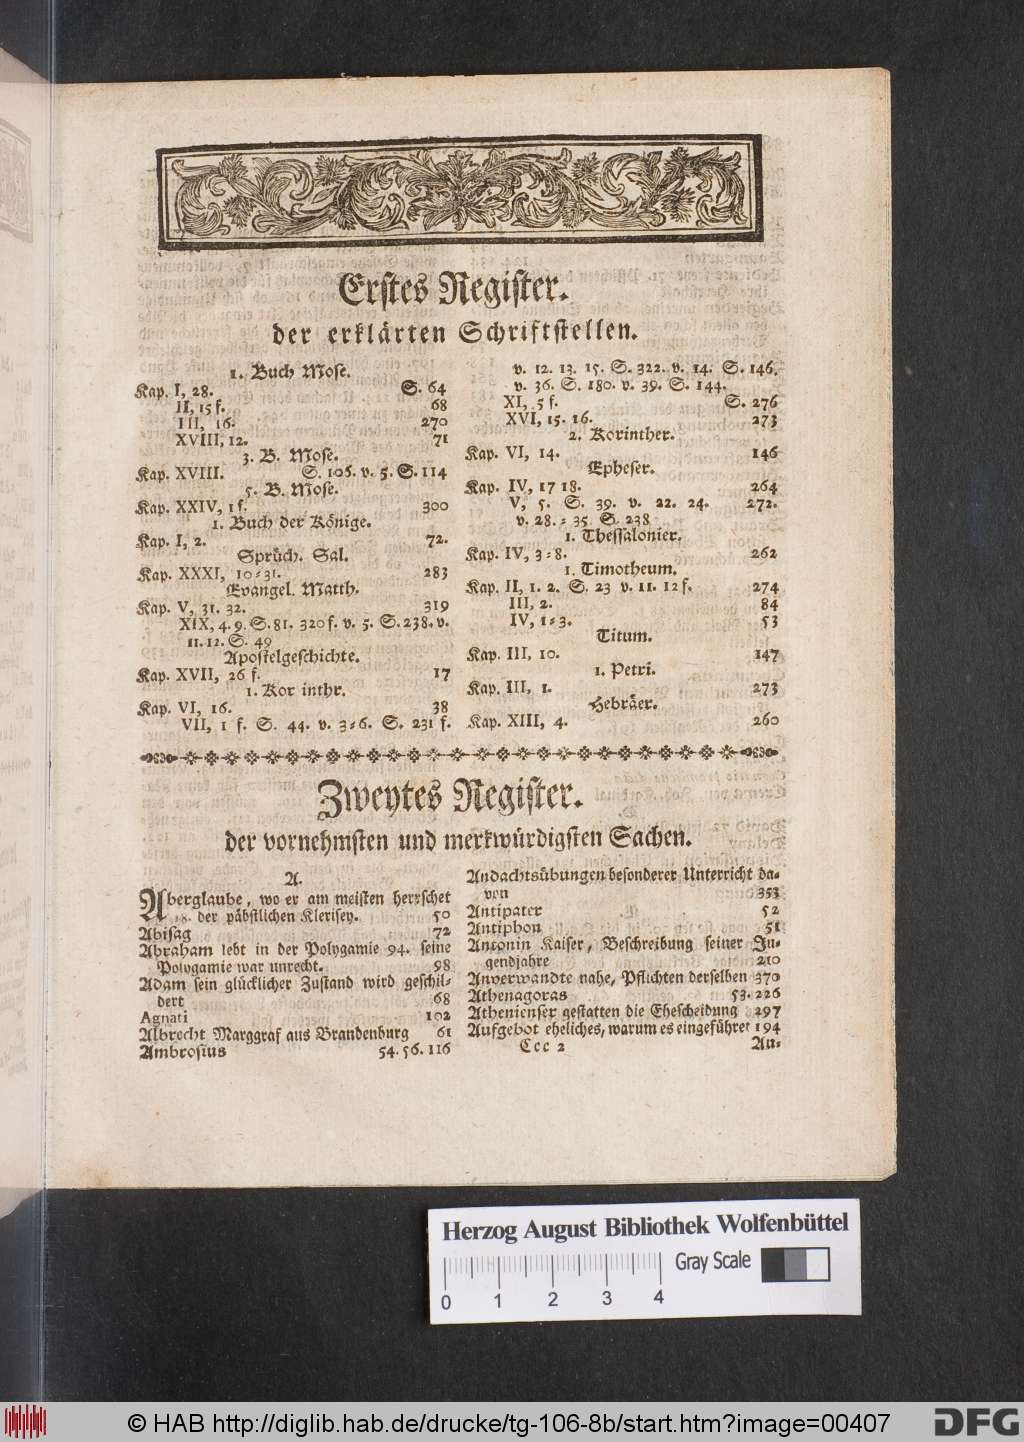 Erstes Register.
der erklärten Schriftstellen.
1. Buch Mose.
Kap. I, 28. S. 64
II, 15 f. 68
III, 16. 270
XVIII, 12. 71
3. B. Mose.
Kap. XVIII. S. 105. v. 5. S. 114
5. B. Mose.
Kap. XXIV, 1 f. 300
1. Buch der Könige.
Kap. I, 2. 72.
Sprüch. Sal.
Kap. XXXI, 10⸗31. 283
Evangel. Matth.
Kap. V, 31. 32. 319
XIX, 4. 9. S. 81. 320 f. v. 5. S. 238. v.
11. 12. S. 49
Apostelgeschichte.
Kap. XVII, 26 f. 17
1. Kor inthr.
Kap. VI, 16. 38
VII, 1 f. S. 44. v. 3⸗6. S. 231 f.
v. 12. 13. 15. S. 322. v. 14. S. 146.
v. 36. S. 180. v. 39. S. 144.
XI, 5 f. S. 276
XVI, 15. 16. 273
2. Korinther.
Kap. VI, 14. 146
Epheser.
Kap. IV, 17 18. 264
V, 5. S. 39. v. 22. 24. 272.
v. 28. ⸗ 35. S. 238
1. Thessalonier.
Kap. IV, 3⸗8. 262
1. Timotheum.
Kap. II, 1. 2. S. 23 v. 11. 12 f. 274
III, 2. 84
IV, 1⸗3. 53
Titum.
Kap. III, 10. 147
1. Petri.
Kap. III, 1. 273
Hebräer.
Kap. XIII, 4. 260
Zweytes Register.
der vornehmsten und merkwürdigsten Sachen.
A.
Aberglaube, wo er am meisten herrschet
18. der päbstlichen Klerisey. 50
Abisag 72
Abraham lebt in der Polygamie 94. seine
Polygamie war unrecht. 98
Adam sein glücklicher Zustand wird geschil⸗
dert 68
Agnati 102
Albrecht Marggraf aus Brandenburg 61
Ambrosius 54. 56. 116
Andachtsübungen besonderer Unterricht da⸗
von 353
Antipater 52
Antiphon 51
Antonin Kaiser, Beschreibung seiner Ju⸗
gendjahre 210
Anverwandte nahe, Pflichten derselben 370
Athenagoras 53. 226
Athenienser gestatten die Ehescheidung 297
Aufgebot eheliches, warum es eingeführet 194
Ccc 2 Au⸗
Herzog August Bibliothek Wolfenbüttel
Gray Scale
0 1 2 3 4
© HAB http://diglib.hab.de/drucke/tg-106-8b/start.htm?image=00407
DFG